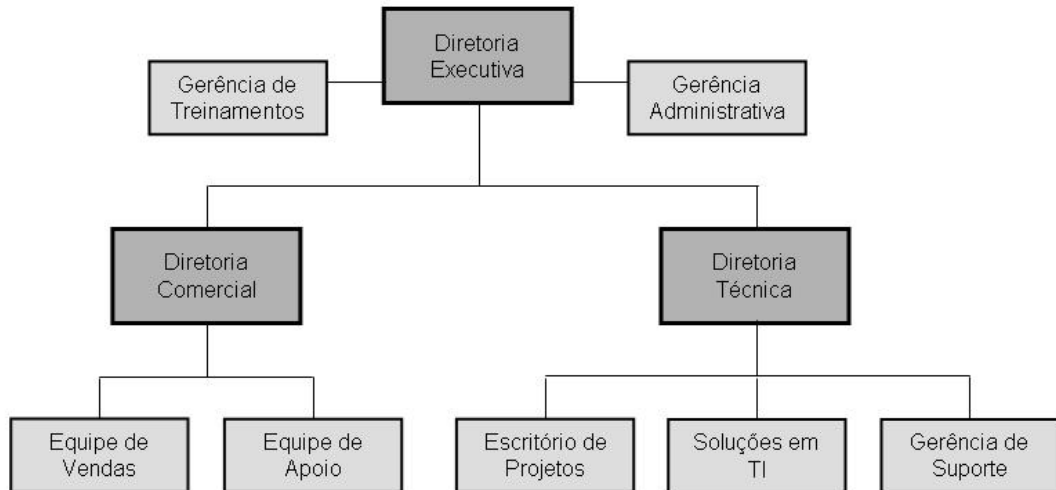 Diretoria
Executiva
Gerência de
Treinamentos
Gerência
Administrativa
Diretoria
Comercial
Diretoria
Técnica
Equipe de
Vendas
Equipe de
Apoio
Escritório de
Projetos
Soluções em
TI
Gerência de
Suporte